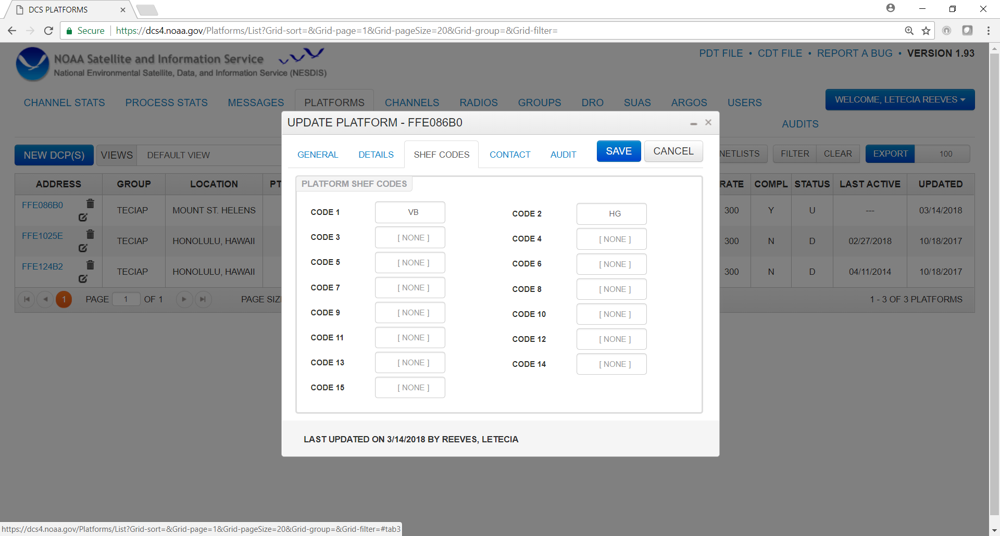 DCS PLATFORMS
Secure https://dcs4.noaa.gov/Platforms/List?Grid-sort=&Grid-page=1&Grid-pageSize=20&Grid-group=&Grid-filter=
NOAA Satellite and Information Service
National Environmental Satellite, Data, and Information Service (NESDIS)
PDT FILE • CDT FILE • REPORT A BUG • VERSION 1.93
CHANNEL STATS PROCESS STATS MESSAGES PLATFORMS CHANNELS RADIOS GROUPS DRO SUAS ARGOS USERS
WELCOME, LETECIA REEVES
AUDITS
NEW DCP(S) VIEWS DEFAULT VIEW
NETLISTS FILTER CLEAR EXPORT 100
ADDRESS GROUP LOCATION PT RATE COMPL STATUS LAST ACTIVE UPDATED
FFE086B0 TECIAP MOUNT ST. HELENS 300 Y U --- 03/14/2018
FFE1025E TECIAP HONOLULU, HAWAII 300 N D 02/27/2018 10/18/2017
FFE124B2 TECIAP HONOLULU, HAWAII 300 N D 04/11/2014 10/18/2017
1 PAGE 1 OF 1 PAGE SIZ
1 - 3 OF 3 PLATFORMS
UPDATE PLATFORM - FFE086B0
GENERAL DETAILS SHEF CODES CONTACT AUDIT SAVE CANCEL
PLATFORM SHEF CODES
CODE 1 VB CODE 2 HG
CODE 3 [ NONE ] CODE 4 [ NONE ]
CODE 5 [ NONE ] CODE 6 [ NONE ]
CODE 7 [ NONE ] CODE 8 [ NONE ]
CODE 9 [ NONE ] CODE 10 [ NONE ]
CODE 11 [ NONE ] CODE 12 [ NONE ]
CODE 13 [ NONE ] CODE 14 [ NONE ]
CODE 15 [ NONE ]
LAST UPDATED ON 3/14/2018 BY REEVES, LETECIA
https://dcs4.noaa.gov/Platforms/List?Grid-sort=&Grid-page=1&Grid-pageSize=20&Grid-group=&Grid-filter=#tab3